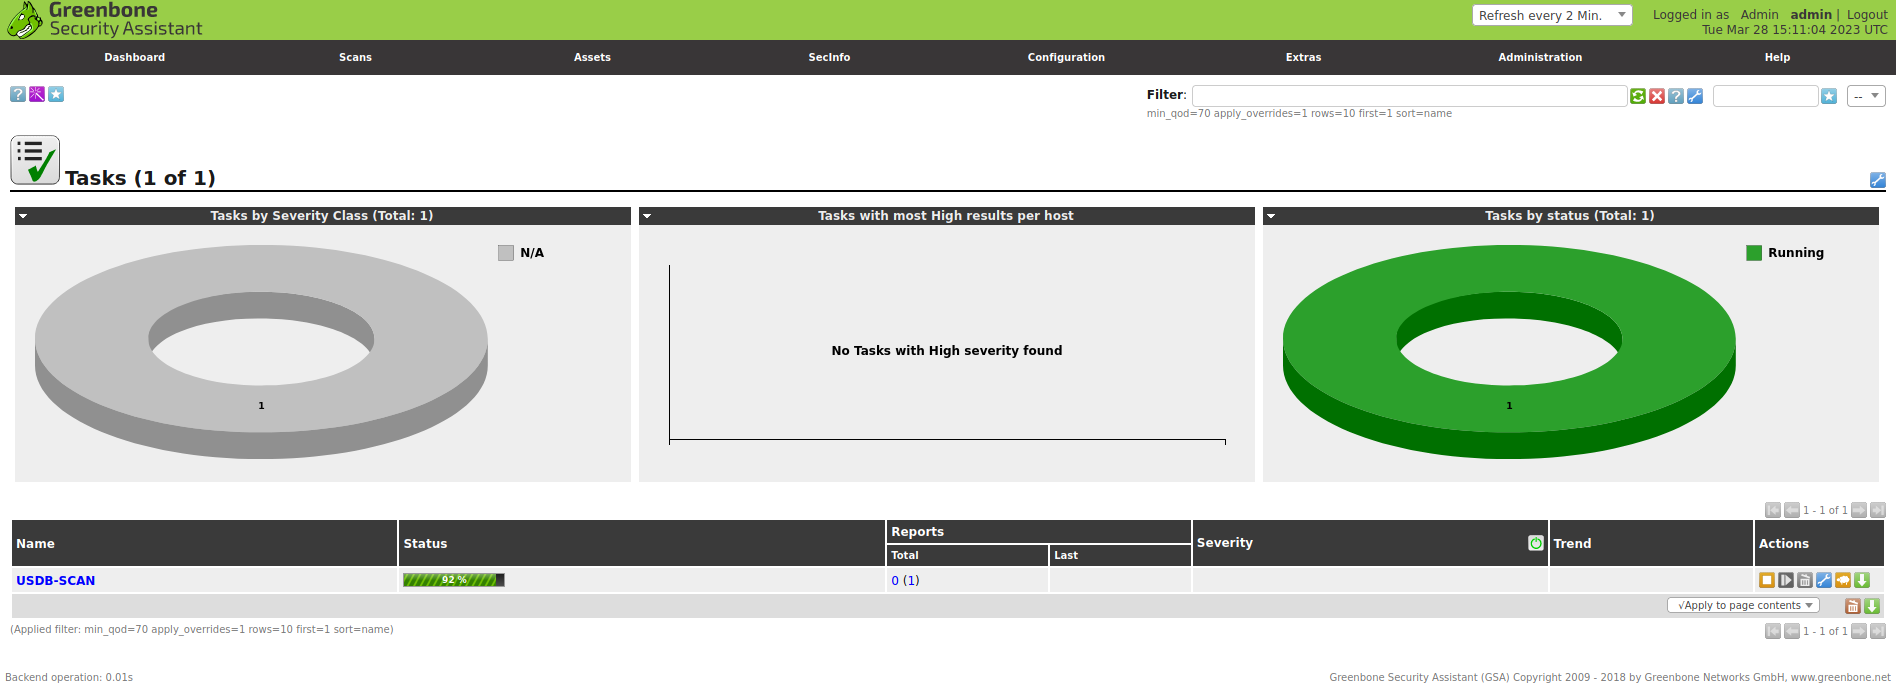 Greenbone
Security Assistant
Refresh every 2 Min.
Logged in as Admin admin | Logout
Tue Mar 28 15:11:04 2023 UTC
Dashboard Scans Assets SecInfo Configuration Extras Administration Help
Filter: --
min_qod=70 apply_overrides=1 rows=10 first=1 sort=name
Tasks (1 of 1)
Tasks by Severity Class (Total: 1)
N/A
1
Tasks with most High results per host
No Tasks with High severity found
Tasks by status (Total: 1)
Running
1
1 - 1 of 1
Name Status Reports Severity Trend Actions
Total Last
USDB-SCAN 92 % 0 (1)
√Apply to page contents
(Applied filter: min_qod=70 apply_overrides=1 rows=10 first=1 sort=name)
1 - 1 of 1
Backend operation: 0.01s
Greenbone Security Assistant (GSA) Copyright 2009 - 2018 by Greenbone Networks GmbH, www.greenbone.net